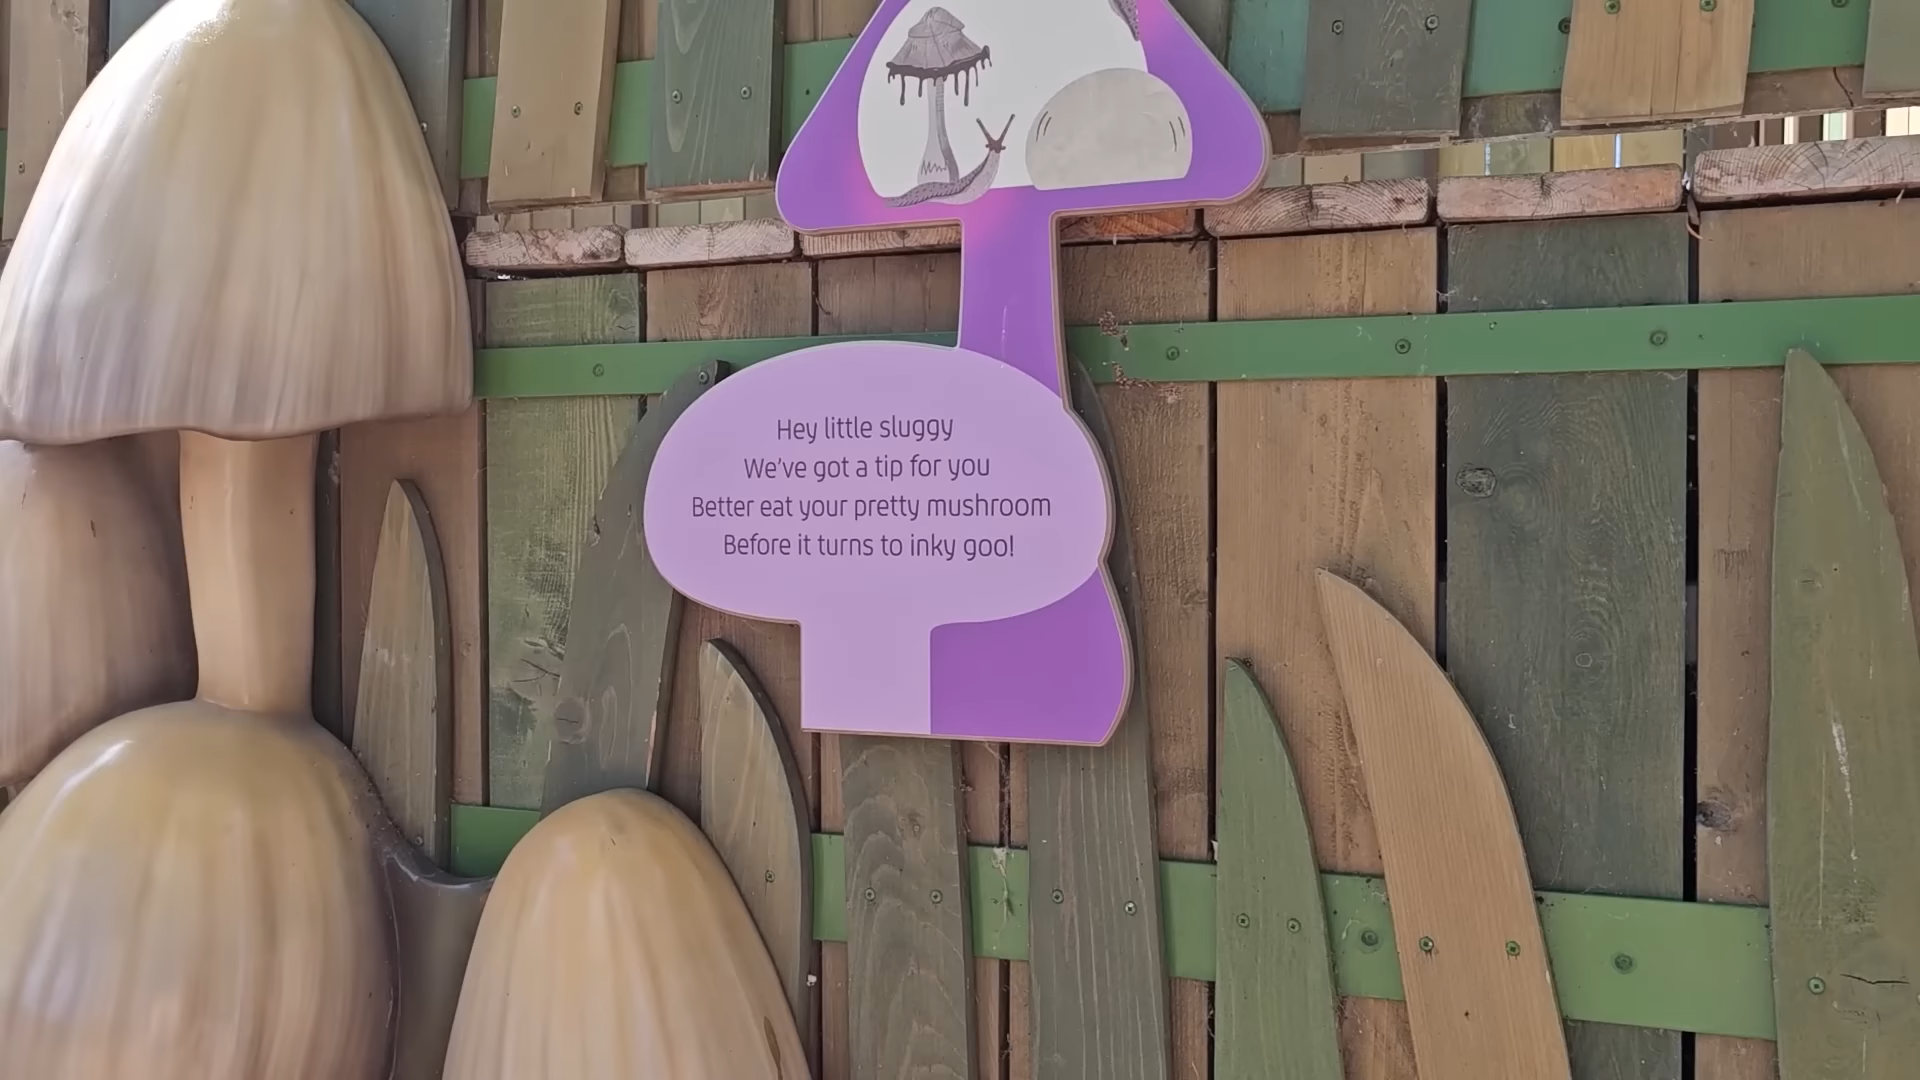 Hey little sluggy
We've got a tip for you
Better eat your pretty mushroom
Before it turns to inky goo!